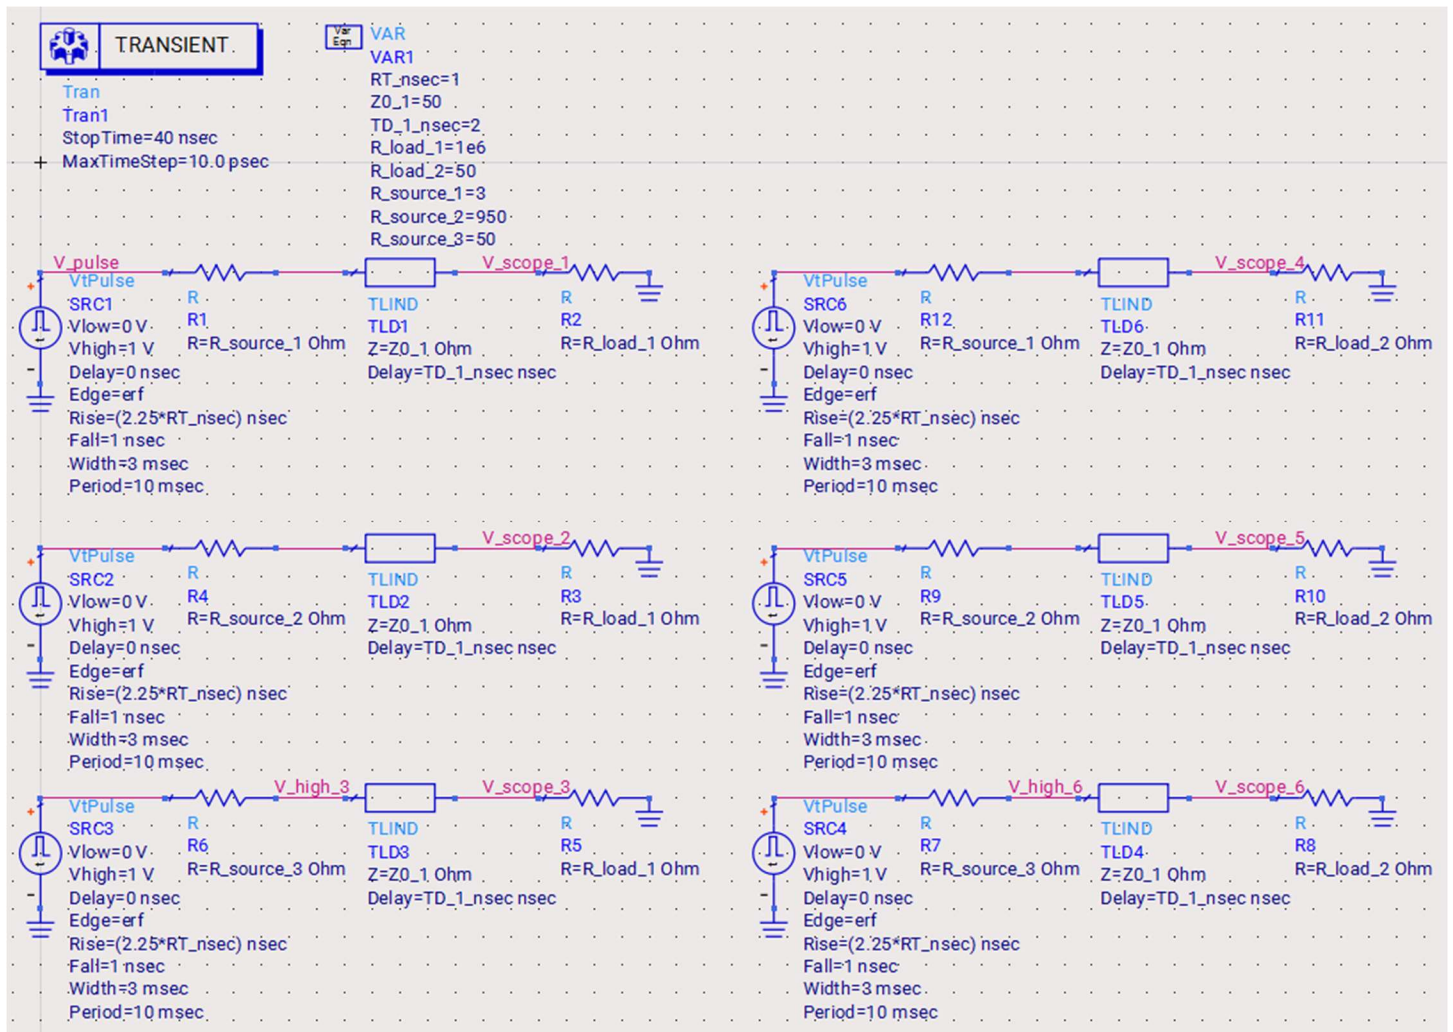 TRANSIENT
Tran
Tran1
StopTime=40 nsec
MaxTimeStep=10.0 psec
Var
Eqn
VAR
VAR1
RT_nsec=1
Z0_1=50
TD_1_nsec=2
R_load_1=1e6
R_load_2=50
R_source_1=3
R_source_2=950
R_source_3=50
V_pulse
VtPulse
SRC1
Vlow=0 V
Vhigh=1 V
Delay=0 nsec
Edge=erf
Rise=(2.25*RT_nsec) nsec
Fall=1 nsec
Width=3 msec
Period=10 msec
R
R1
R=R_source_1 Ohm
TLIND
TLD1
Z=Z0_1 Ohm
Delay=TD_1_nsec nsec
V_scope_1
R
R2
R=R_load_1 Ohm
VtPulse
SRC6
Vlow=0 V
Vhigh=1 V
Delay=0 nsec
Edge=erf
Rise=(2.25*RT_nsec) nsec
Fall=1 nsec
Width=3 msec
Period=10 msec
R
R12
R=R_source_1 Ohm
TLIND
TLD6
Z=Z0_1 Ohm
Delay=TD_1_nsec nsec
V_scope_4
R
R11
R=R_load_2 Ohm
VtPulse
SRC2
Vlow=0 V
Vhigh=1 V
Delay=0 nsec
Edge=erf
Rise=(2.25*RT_nsec) nsec
Fall=1 nsec
Width=3 msec
Period=10 msec
R
R4
R=R_source_2 Ohm
TLIND
TLD2
Z=Z0_1 Ohm
Delay=TD_1_nsec nsec
V_scope_2
R
R3
R=R_load_1 Ohm
VtPulse
SRC5
Vlow=0 V
Vhigh=1 V
Delay=0 nsec
Edge=erf
Rise=(2.25*RT_nsec) nsec
Fall=1 nsec
Width=3 msec
Period=10 msec
R
R9
R=R_source_2 Ohm
TLIND
TLD5
Z=Z0_1 Ohm
Delay=TD_1_nsec nsec
V_scope_5
R
R10
R=R_load_2 Ohm
VtPulse
SRC3
Vlow=0 V
Vhigh=1 V
Delay=0 nsec
Edge=erf
Rise=(2.25*RT_nsec) nsec
Fall=1 nsec
Width=3 msec
Period=10 msec
R
R6
R=R_source_3 Ohm
V_high_3
TLIND
TLD3
Z=Z0_1 Ohm
Delay=TD_1_nsec nsec
V_scope_3
R
R5
R=R_load_1 Ohm
VtPulse
SRC4
Vlow=0 V
Vhigh=1 V
Delay=0 nsec
Edge=erf
Rise=(2.25*RT_nsec) nsec
Fall=1 nsec
Width=3 msec
Period=10 msec
R
R7
R=R_source_3 Ohm
V_high_6
TLIND
TLD4
Z=Z0_1 Ohm
Delay=TD_1_nsec nsec
V_scope_6
R
R8
R=R_load_2 Ohm